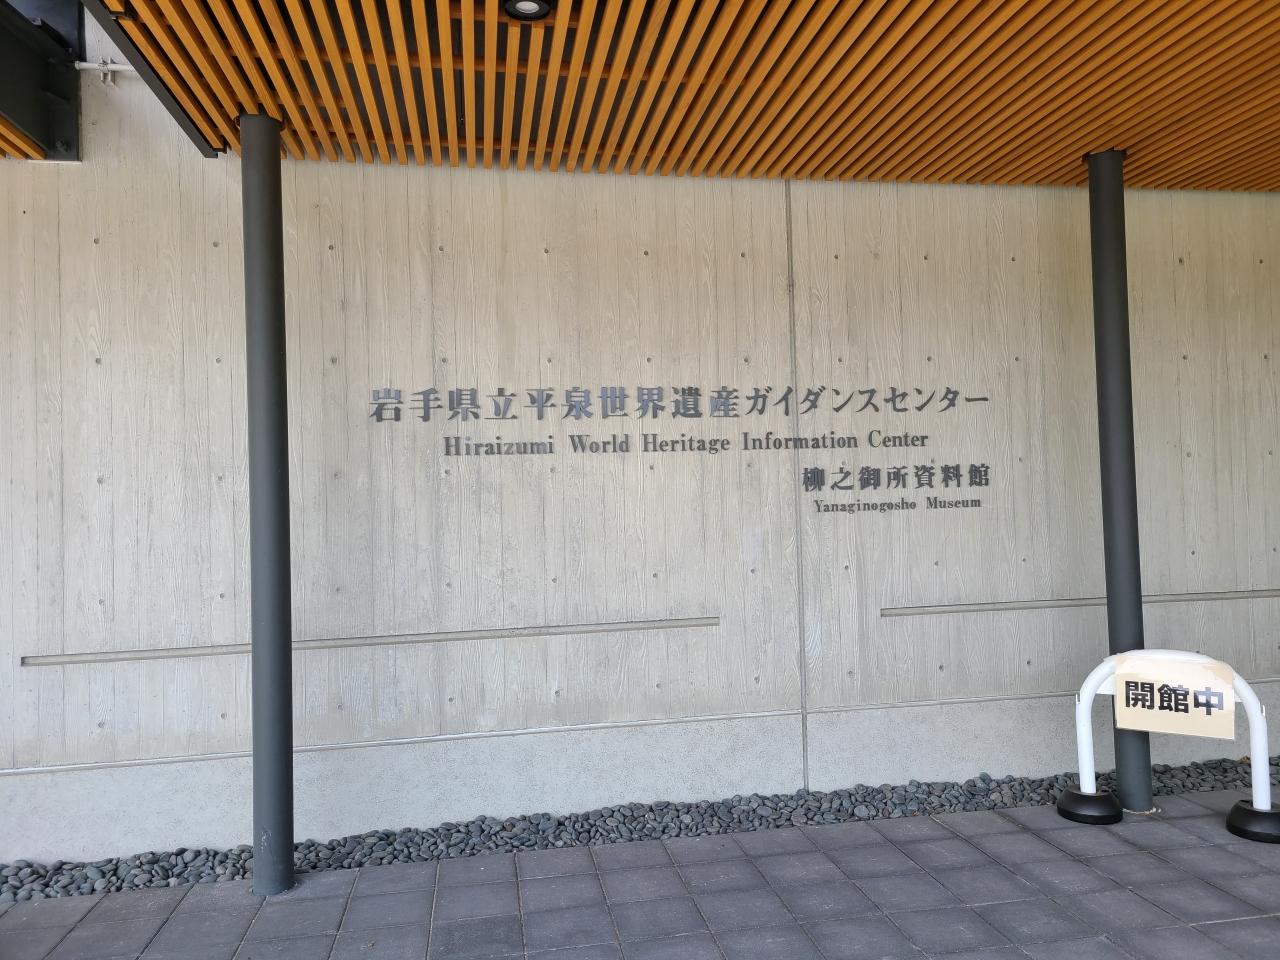 岩手県立平泉世界遺産ガイダンスセンター
Hiraizumi World Heritage Information Center
柳之御所資料館
Yanaginogosho Museum
開館中